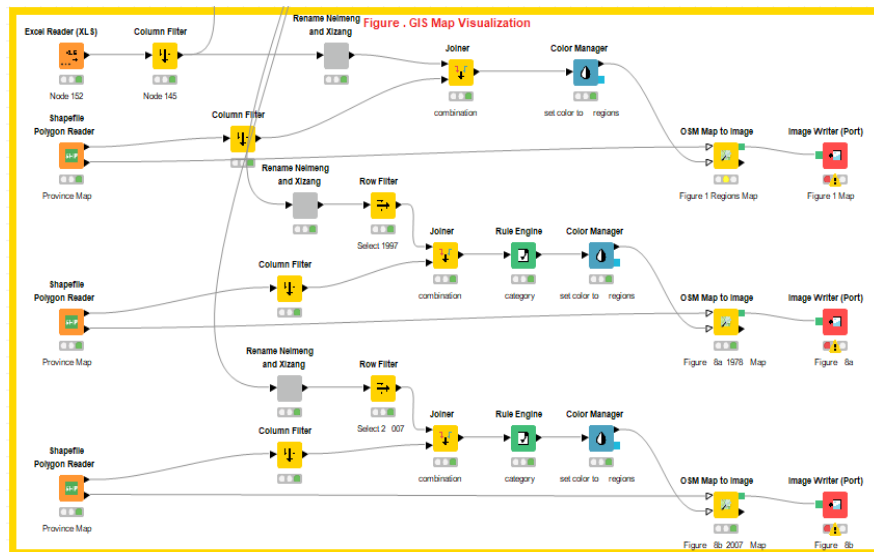 Figure . GIS Map Visualization
Excel Reader (XLS)
Column Filter
Rename Neimeng
and Xizang
Joiner
Color Manager
XLS
Node 152
Node 145
combination
set color to regions
Shapefile
Polygon Reader
Column Filter
OSM Map to Image
Image Writer (Port)
Province Map
Figure 1 Regions Map
Figure 1 Map
Rename Neimeng
and Xizang
Row Filter
Select 1997
Joiner
Rule Engine
Color Manager
Column Filter
combination
category
set color to regions
Shapefile
Polygon Reader
OSM Map to Image
Image Writer (Port)
Province Map
Figure 8a 1978 Map
Figure 8a
Rename Neimeng
and Xizang
Row Filter
Select 2 007
Joiner
Rule Engine
Color Manager
Column Filter
combination
category
set color to regions
Shapefile
Polygon Reader
OSM Map to Image
Image Writer (Port)
Province Map
Figure 8b 2007 Map
Figure 8b